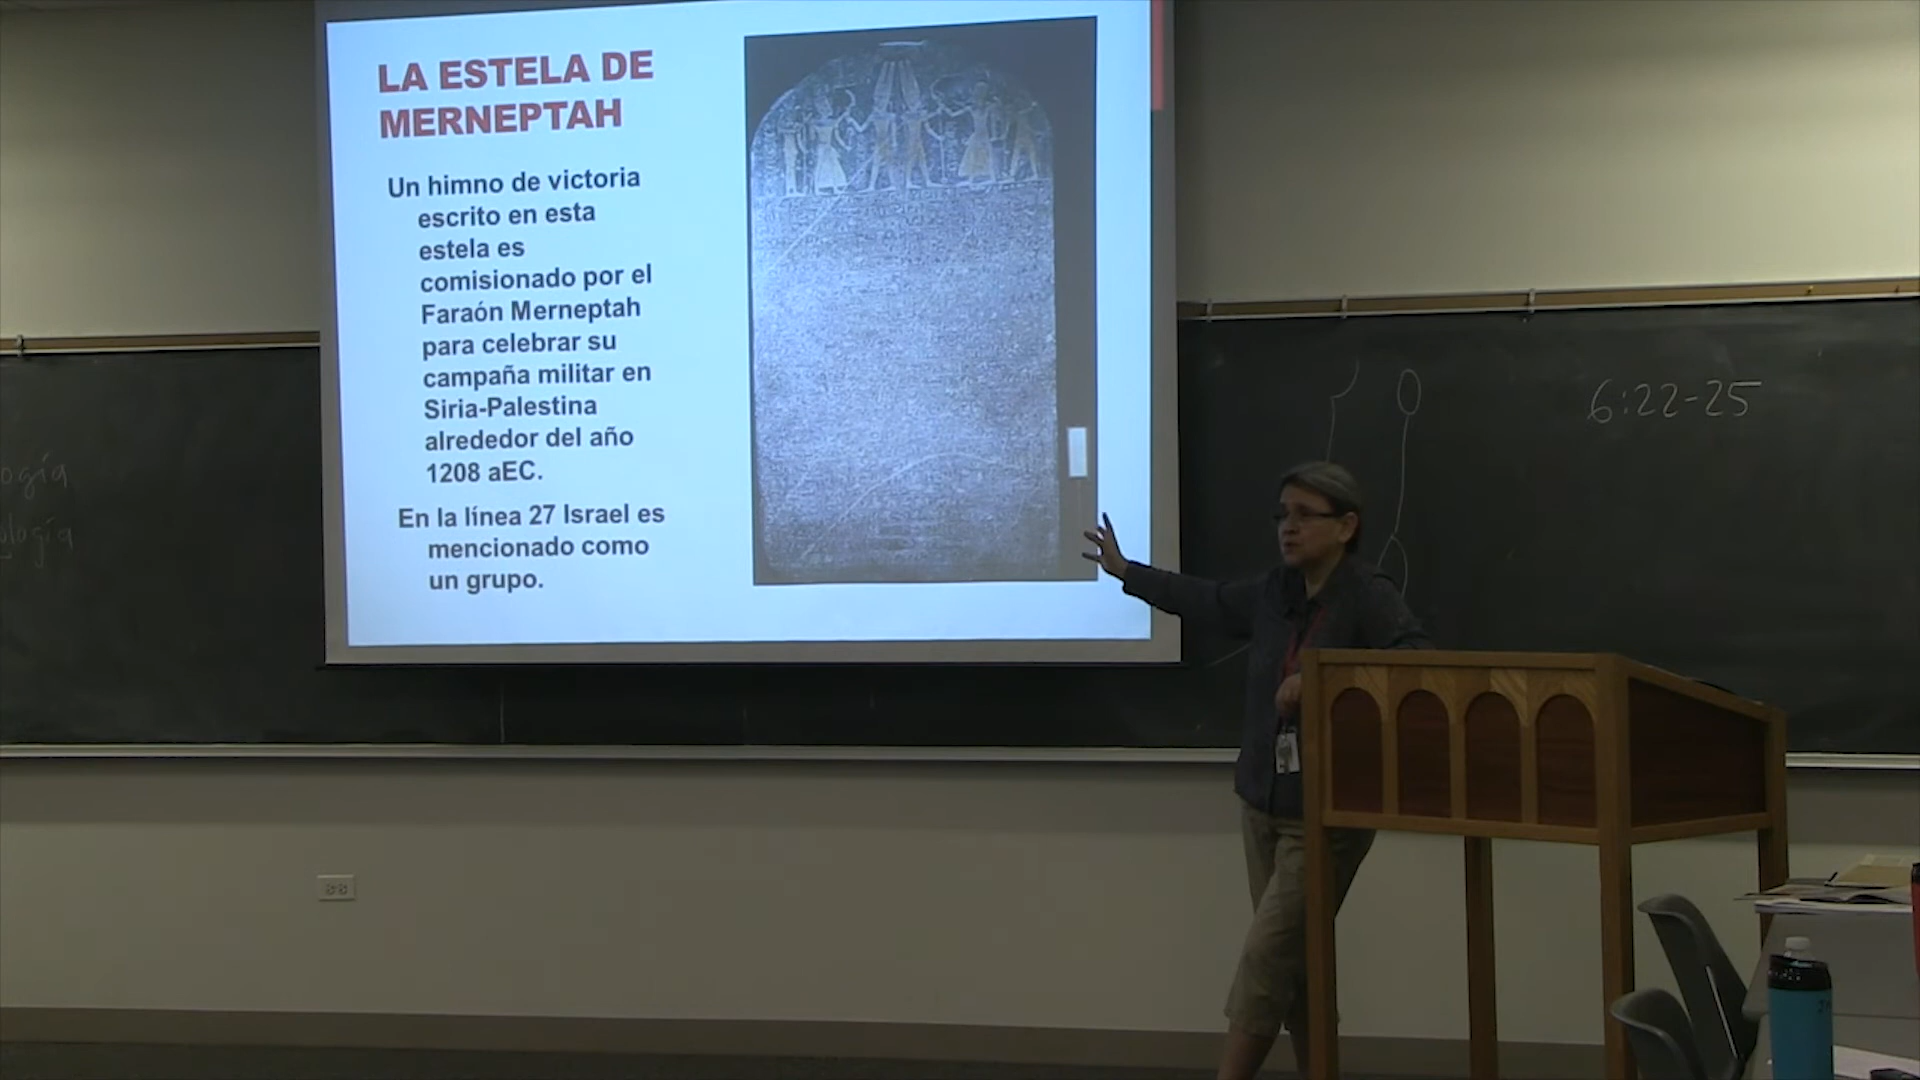 LA ESTELA DE
MERNEPTAH
Un himno de victoria
escrito en esta
estela es
comisionado por el
Faraón Merneptah
para celebrar su
campaña militar en
Siria-Palestina
alrededor del año
1208 aEC.
En la línea 27 Israel es
mencionado como
un grupo.
6:22-25
ogía
ología